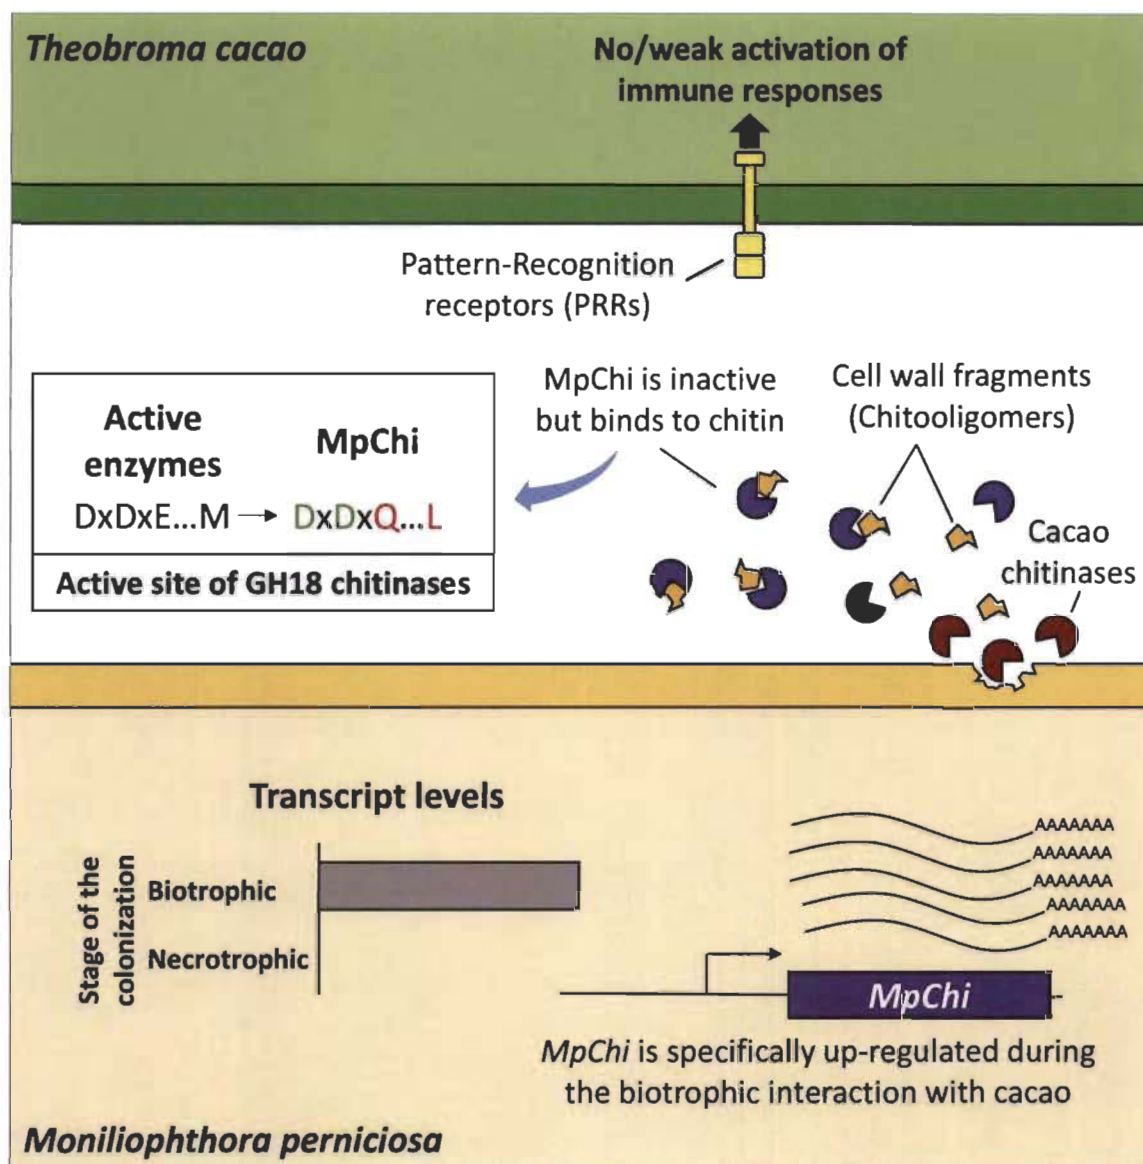 Theobroma cacao
No/weak activation of
immune responses
Pattern-Recognition
receptors (PRRs)
MpChi is inactive
but binds to chitin
Cell wall fragments
(Chitooligomers)
Cacao
chitinases
Active
enzymes
MpChi
DxDxE...M
DxDxQ...L
Active site of GH18 chitinases
Transcript levels
Stage of the
colonization
Biotrophic
Necrotrophic
AAAAAAA
AAAAAAA
AAAAAAA
AAAAAAA
AAAAAAA
MpChi
MpChi is specifically up-regulated during
the biotrophic interaction with cacao
Moniliophthora perniciosa